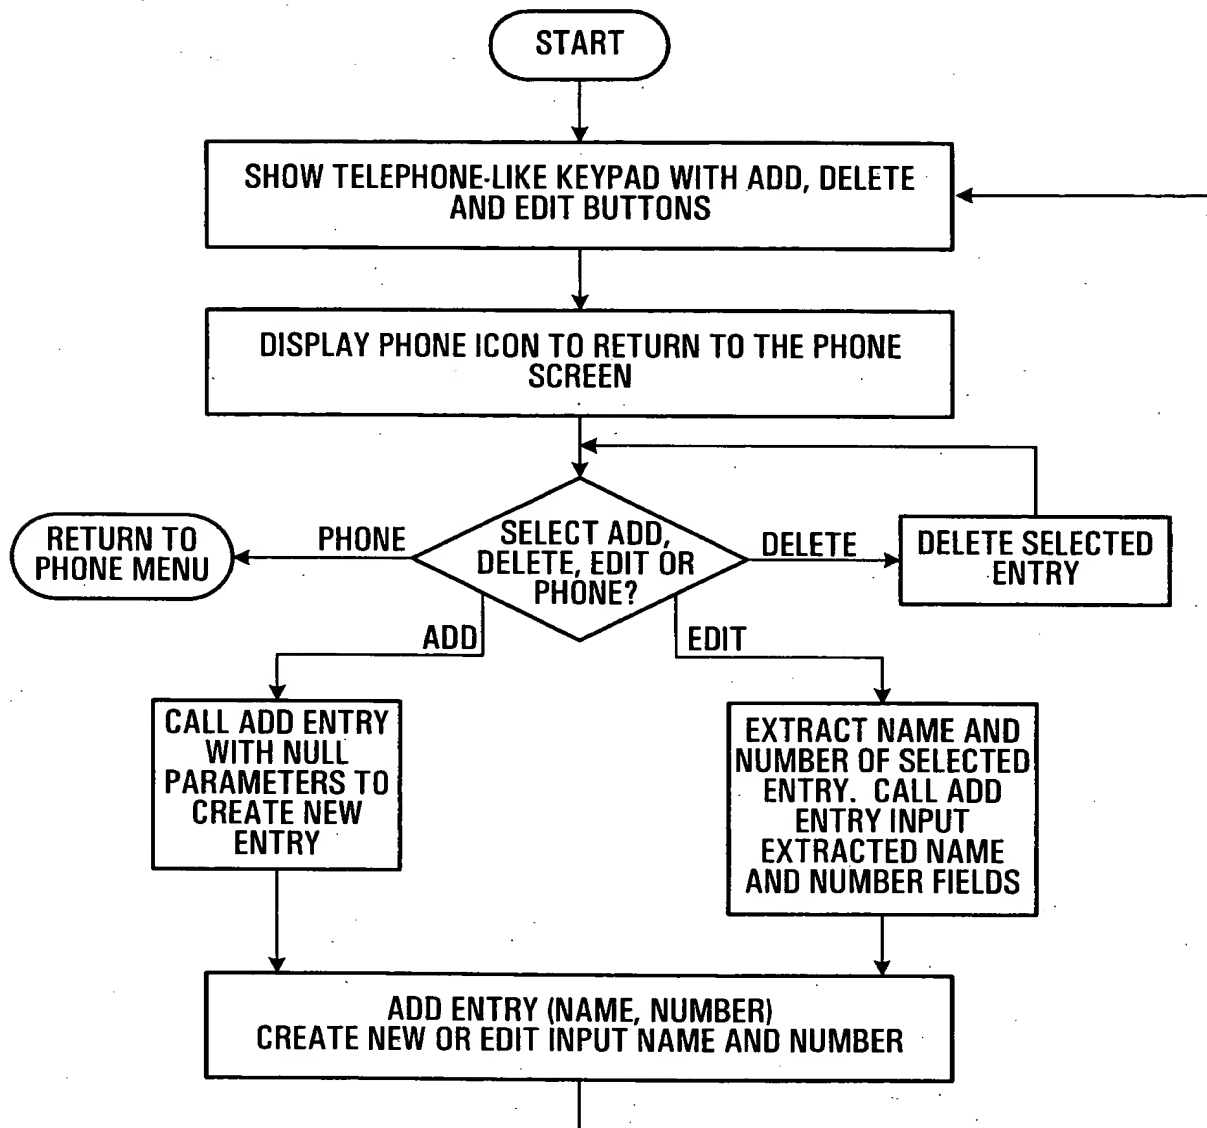 START
SHOW TELEPHONE-LIKE KEYPAD WITH ADD, DELETE
AND EDIT BUTTONS
DISPLAY PHONE ICON TO RETURN TO THE PHONE
SCREEN
RETURN TO
PHONE MENU
PHONE
SELECT ADD,
DELETE, EDIT OR
PHONE?
DELETE
DELETE SELECTED
ENTRY
ADD
EDIT
CALL ADD ENTRY
WITH NULL
PARAMETERS TO
CREATE NEW
ENTRY
EXTRACT NAME AND
NUMBER OF SELECTED
ENTRY. CALL ADD
ENTRY INPUT
EXTRACTED NAME
AND NUMBER FIELDS
ADD ENTRY (NAME, NUMBER)
CREATE NEW OR EDIT INPUT NAME AND NUMBER